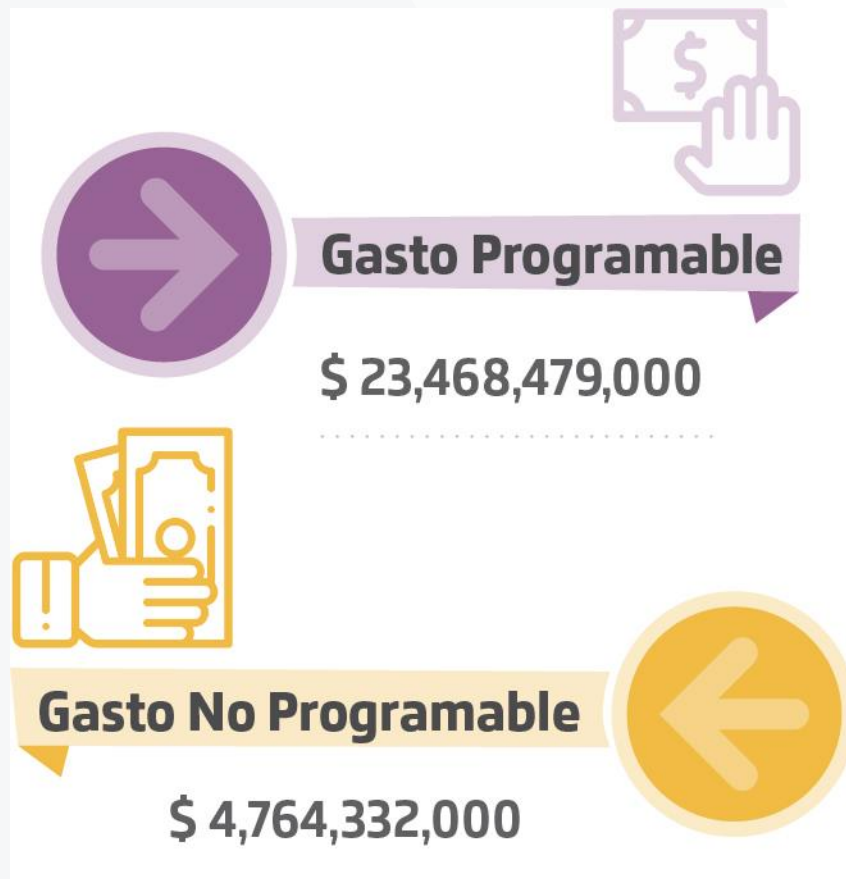 Gasto Programable
$ 23,468,479,000
Gasto No Programable
$ 4,764,332,000